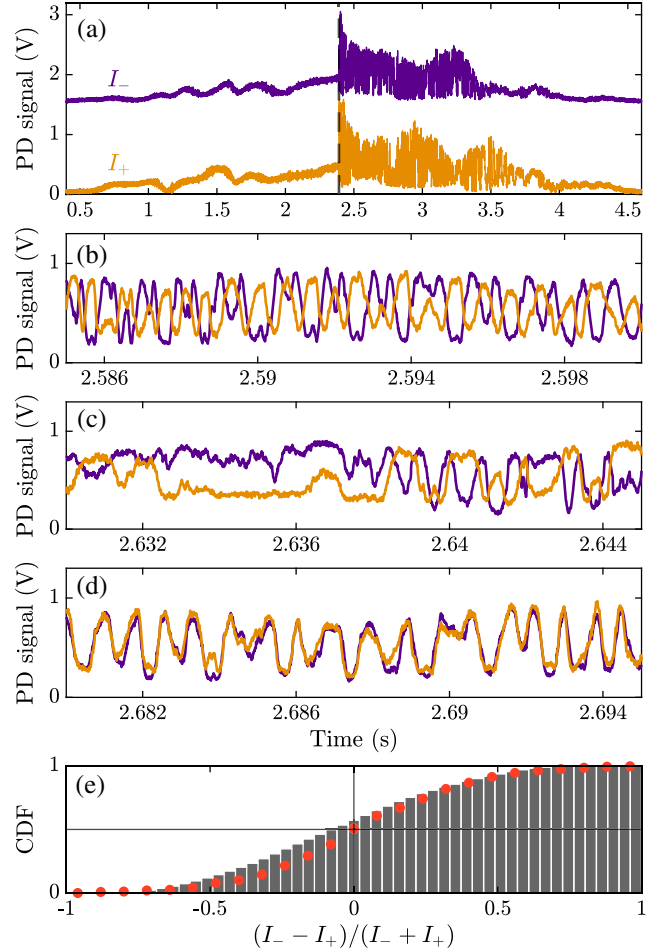 3
(a)
PD signal (V)
2
I₋
1
I₊
0
0.5 1 1.5 2 2.5 3 3.5 4 4.5
1
(b)
PD signal (V)
0
2.586 2.59 2.594 2.598
1
(c)
PD signal (V)
0
2.632 2.636 2.64 2.644
1
(d)
PD signal (V)
0
2.682 2.686 2.69 2.694
Time (s)
1
(e)
CDF
0
-1 -0.5 0 0.5 1
(I₋ − I₊)/(I₋ + I₊)